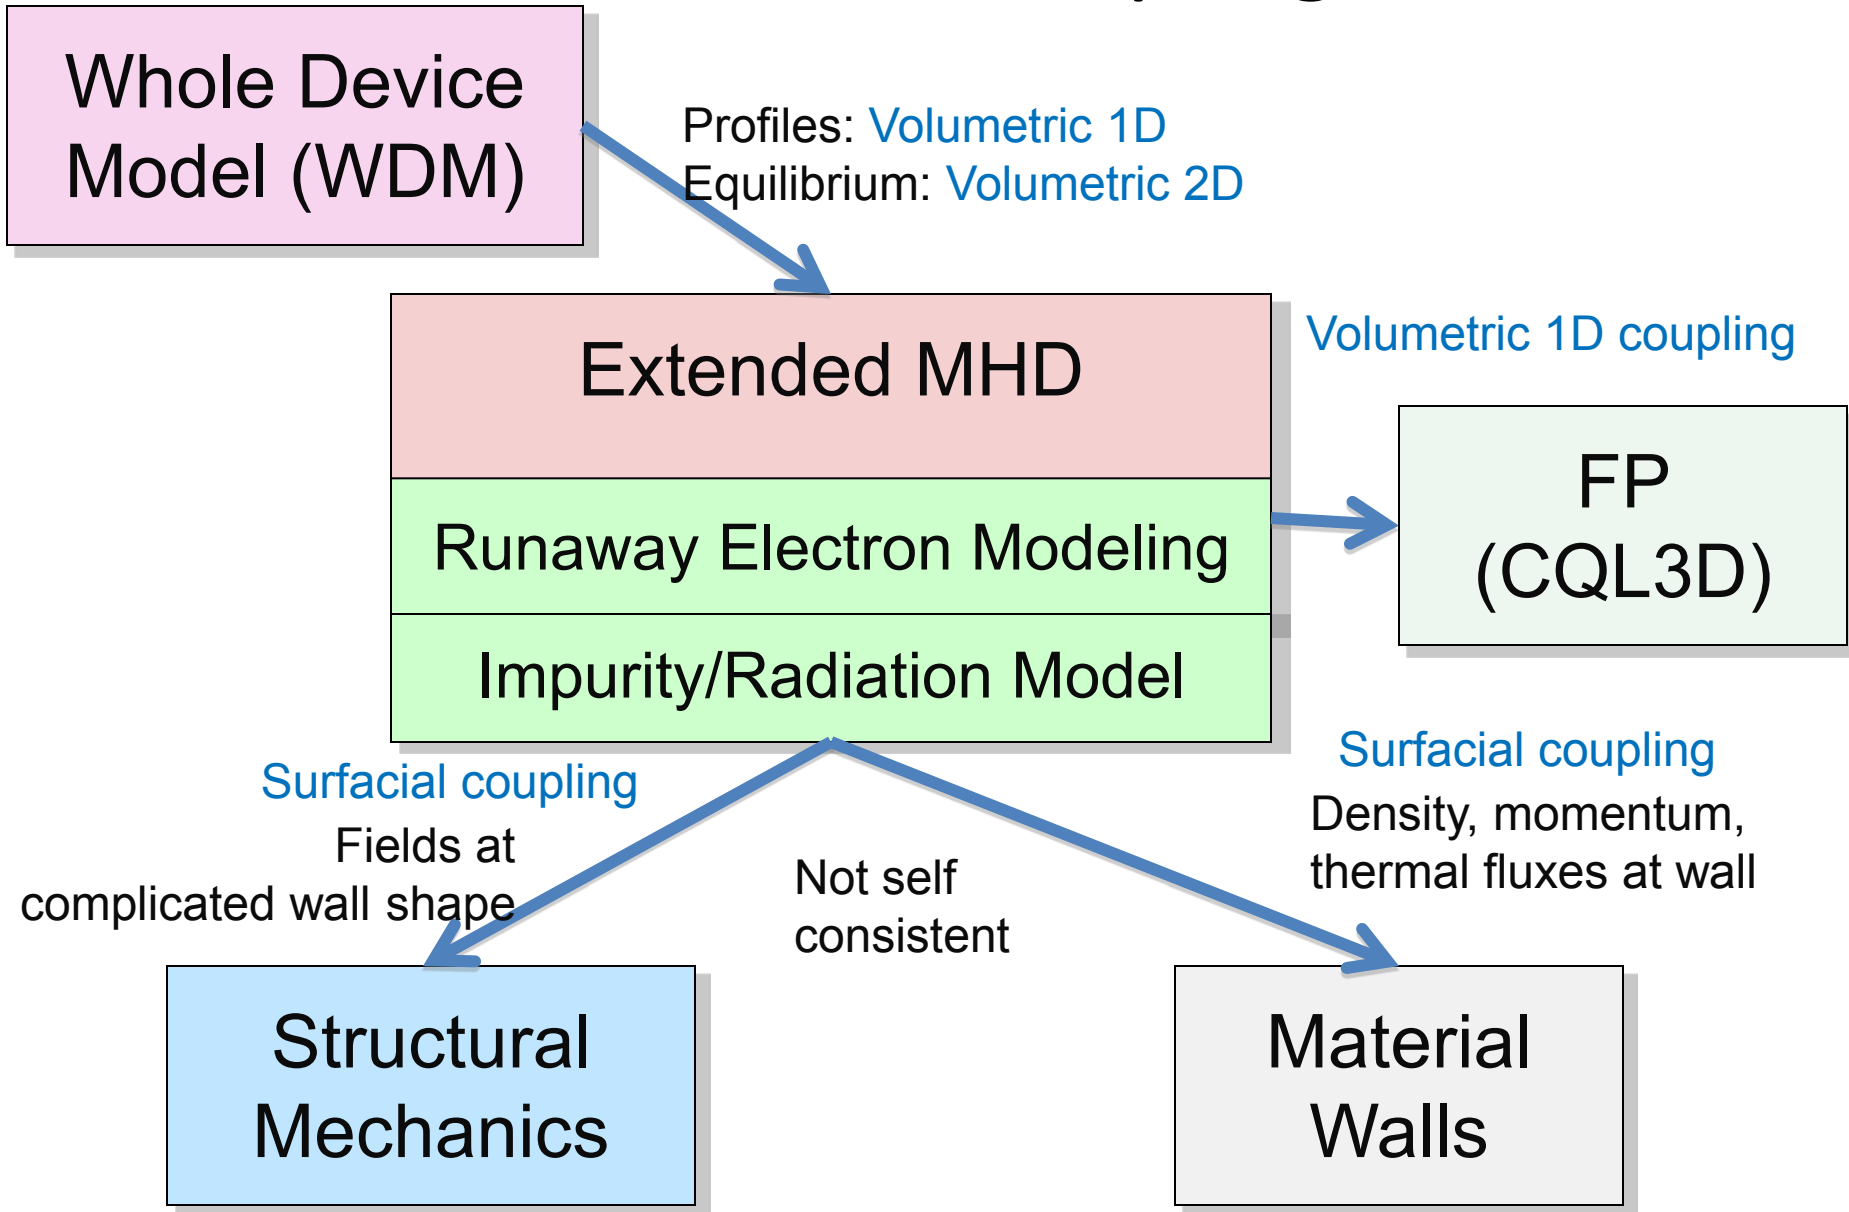 Whole Device
Model (WDM)
Profiles: Volumetric 1D
Equilibrium: Volumetric 2D
Extended MHD
Volumetric 1D coupling
Runaway Electron Modeling
FP
(CQL3D)
Impurity/Radiation Model
Surfacial coupling
Fields at
complicated wall shape
Not self
consistent
Surfacial coupling
Density, momentum,
thermal fluxes at wall
Structural
Mechanics
Material
Walls